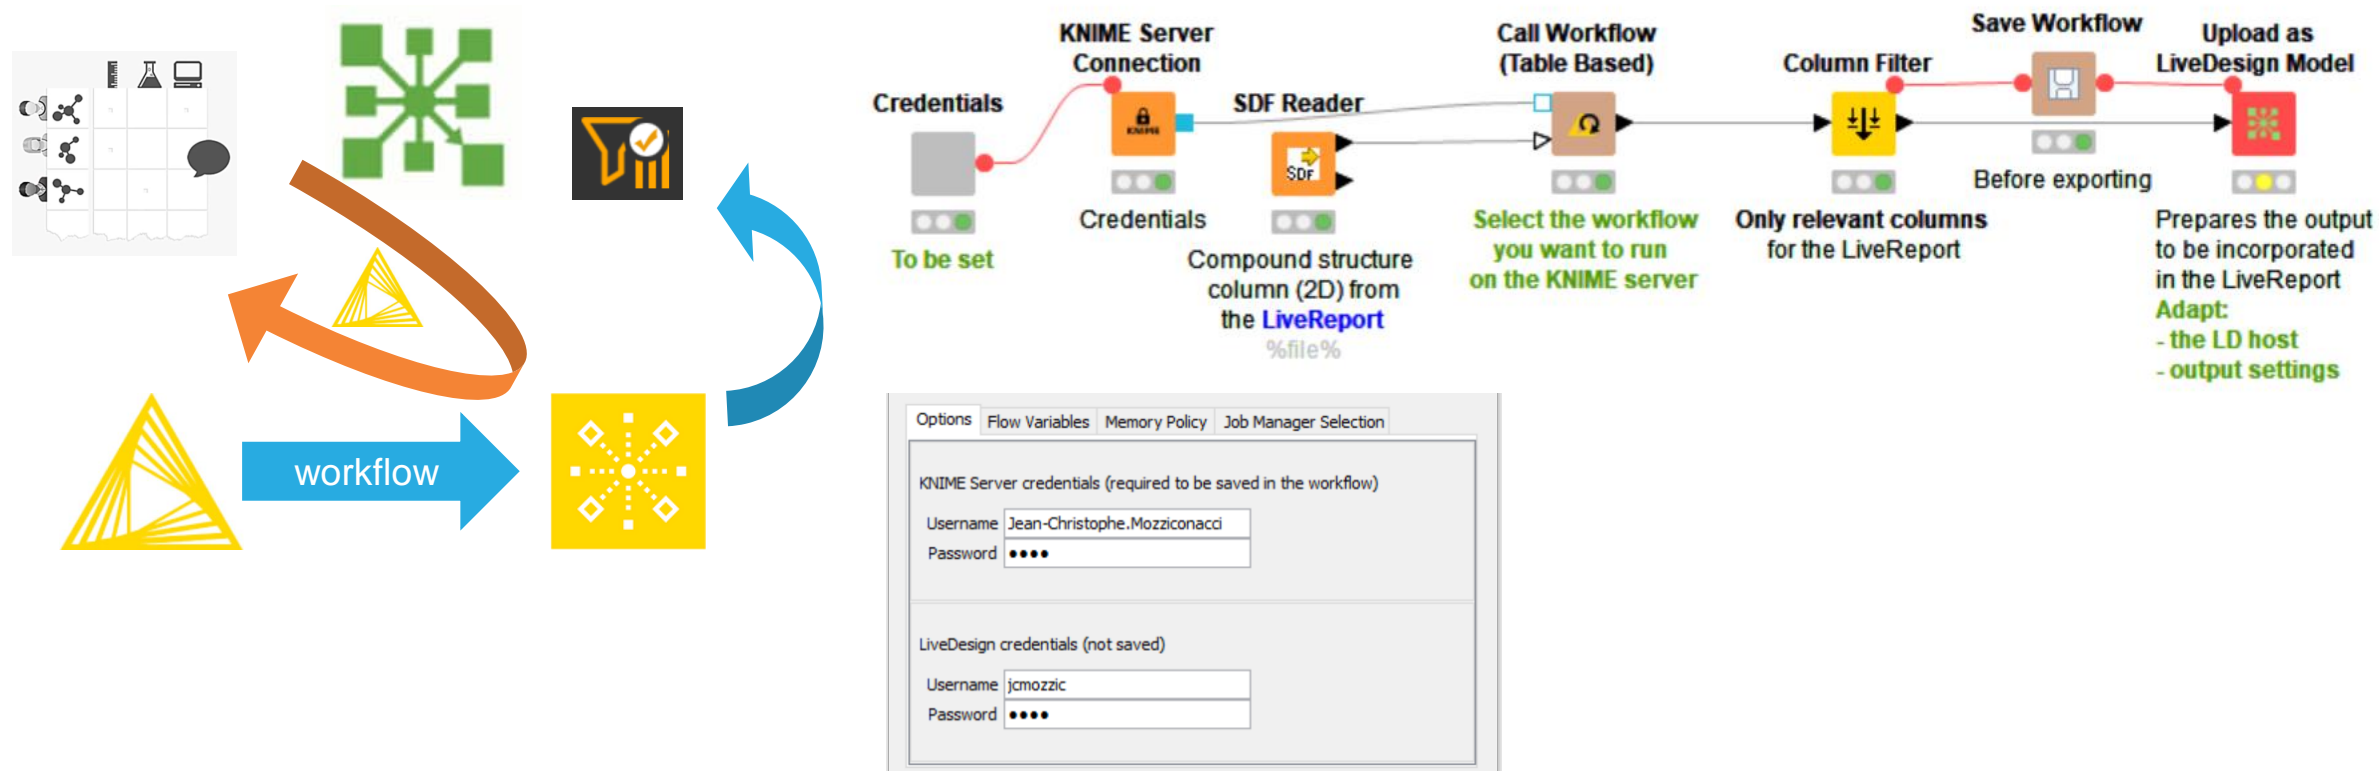 workflow
Credentials
To be set
KNIME Server
Connection
KNIME
Credentials
SDF Reader
SDF
Compound structure
column (2D) from
the LiveReport
%file%
Call Workflow
(Table Based)
Select the workflow
you want to run
on the KNIME server
Column Filter
Only relevant columns
for the LiveReport
Save Workflow
Before exporting
Upload as
LiveDesign Model
Prepares the output
to be incorporated
in the LiveReport
Adapt:
- the LD host
- output settings
Options Flow Variables Memory Policy Job Manager Selection
KNIME Server credentials (required to be saved in the workflow)
Username Jean-Christophe.Mozziconacci
Password ●●●●
LiveDesign credentials (not saved)
Username jcmozzic
Password ●●●●